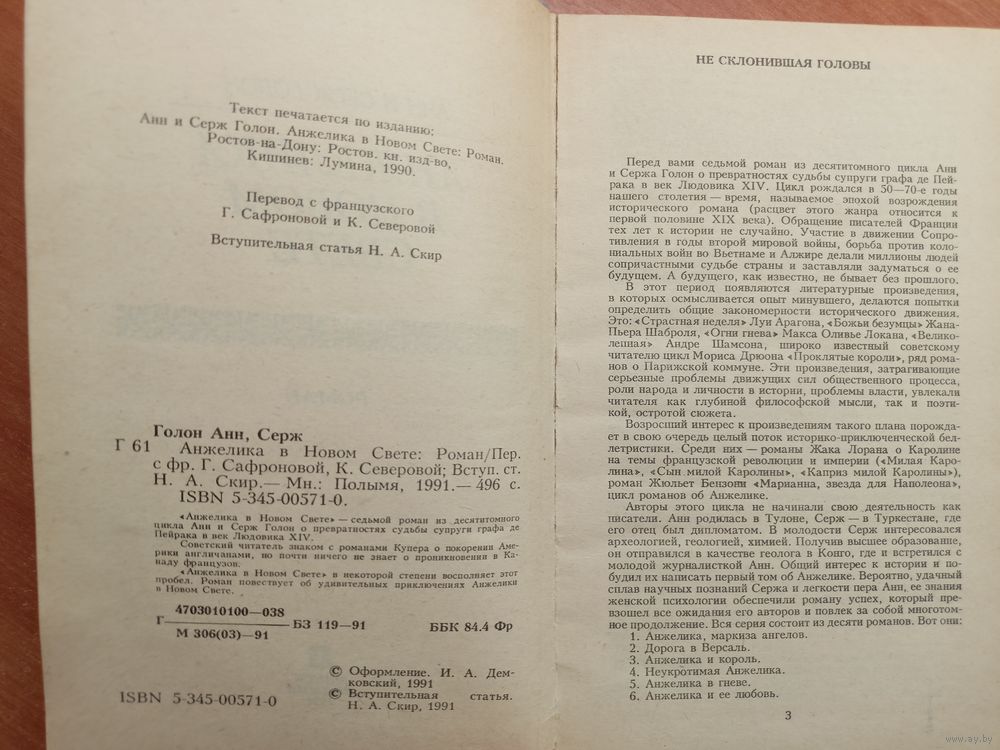 Текст печатается по изданию:
Анн и Серж Голон. Анжелика в Новом Свете: Роман.
Ростов-на-Дону: Ростов. кн. изд-во,
Кишинев: Лумина, 1990.
Перевод с французского
Г. Сафроновой и К. Северовой
Вступительная статья Н. А. Скир
Голон Анн, Серж
Г 61 Анжелика в Новом Свете: Роман/Пер.
с фр. Г. Сафроновой, К. Северовой; Вступ. ст.
Н. А. Скир.— Мн.: Полымя, 1991.— 496 с.
ISBN 5-345-00571-0.
«Анжелика в Новом Свете» — седьмой роман из десятитомного
цикла Анн и Серж Голон о превратностях судьбы супруги графа де
Пейрака в век Людовика XIV.
Советский читатель знаком с романами Купера о покорении Аме-
рики англичанами, но почти ничего не знает о проникновении в Ка-
наду французов.
«Анжелика в Новом Свете» в некоторой степени восполняет этот
пробел. Роман повествует об удивительных приключениях Анжелики
в Новом Свете.
4703010100—038
Г ——— БЗ 119—91
М 306(03)—91
ББК 84.4 Фр
© Оформление. И. А. Дем-
ковский, 1991
© Вступительная статья.
Н. А. Скир, 1991
ISBN 5-345-00571-0
НЕ СКЛОНИВШАЯ ГОЛОВЫ
Перед вами седьмой роман из десятитомного цикла Анн
и Сержа Голон о превратностях судьбы супруги графа де Пей-
рака в век Людовика XIV. Цикл рождался в 50—70-е годы
нашего столетия — время, называемое эпохой возрождения
исторического романа (расцвет этого жанра относится к
первой половине XIX века). Обращение писателей Франции
тех лет к истории не случайно. Участие в движении Сопро-
тивления в годы второй мировой войны, борьба против коло-
ниальных войн во Вьетнаме и Алжире делали миллионы людей
сопричастными судьбе страны и заставляли задуматься о ее
будущем. А будущего, как известно, не бывает без прошлого.
В этот период появляются литературные произведения,
в которых осмысливается опыт минувшего, делаются попытки
определить общие закономерности исторического движения.
Это: «Страстная неделя» Луи Арагона, «Божьи безумцы» Жана-
Пьера Шаброля, «Огни гнева» Макса Оливье Локана, «Велико-
лепная» Андре Шамсона, широко известный советскому
читателю цикл Мориса Дрюона «Проклятые короли», ряд рома-
нов о Парижской коммуне. Эти произведения, затрагивающие
серьезные проблемы движущих сил общественного процесса,
роли народа и личности в истории, проблемы власти, увлекали
читателя как глубиной философской мысли, так и поэти-
кой, остротой сюжета.
Возросший интерес к произведениям такого плана порожда-
ет в свою очередь целый поток историко-приключенческой бел-
летристики. Среди них — романы Жака Лорана о Каролине
на темы французской революции и империи («Милая Каро-
лина», «Сын милой Каролины», «Каприз милой Каролины»),
роман Жюльет Бензони «Марианна, звезда для Наполеона»,
цикл романов об Анжелике.
Авторы этого цикла не начинали свою деятельность как
писатели. Анн родилась в Тулоне, Серж — в Туркестане, где
его отец был дипломатом. В молодости Серж интересовался
археологией, геологией, химией. Получив высшее образование,
он отправился в качестве геолога в Конго, где и встретился с
молодой журналисткой Анн. Общий интерес к истории и по-
будил их написать первый том об Анжелике. Вероятно, удачный
сплав научных познаний Сержа и легкости пера Анн, ее знания
женской психологии обеспечили роману успех, который пре-
взошел все ожидания его авторов и повлек за собой многотом-
ное продолжение. Вся серия состоит из десяти романов. Вот они:
1. Анжелика, маркиза ангелов.
2. Дорога в Версаль.
3. Анжелика и король.
4. Неукротимая Анжелика.
5. Анжелика в гневе.
6. Анжелика и ее любовь.
3
www.ay.by